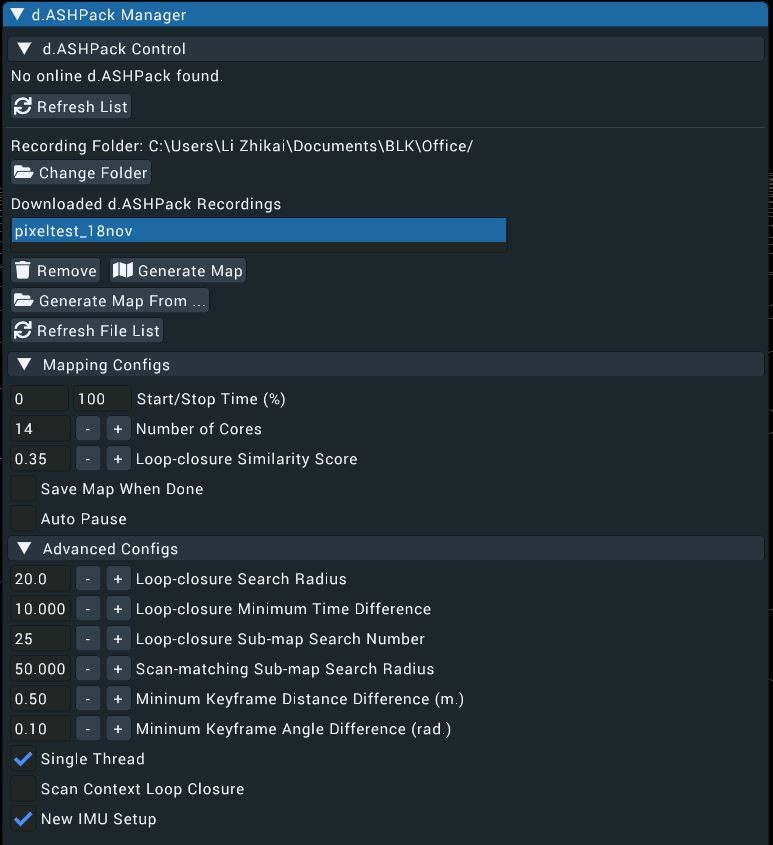 d.ASHPack Manager
d.ASHPack Control
No online d.ASHPack found.
Refresh List
Recording Folder: C:\Users\Li Zhikai\Documents\BLK\Office/
Change Folder
Downloaded d.ASHPack Recordings
pixeltest_18nov
Remove Generate Map
Generate Map From ...
Refresh File List
Mapping Configs
0 100 Start/Stop Time (%)
14 - + Number of Cores
0.35 - + Loop-closure Similarity Score
Save Map When Done
Auto Pause
Advanced Configs
20.0 - + Loop-closure Search Radius
10.000 - + Loop-closure Minimum Time Difference
25 - + Loop-closure Sub-map Search Number
50.000 - + Scan-matching Sub-map Search Radius
0.50 - + Mininum Keyframe Distance Difference (m.)
0.10 - + Mininum Keyframe Angle Difference (rad.)
Single Thread
Scan Context Loop Closure
New IMU Setup